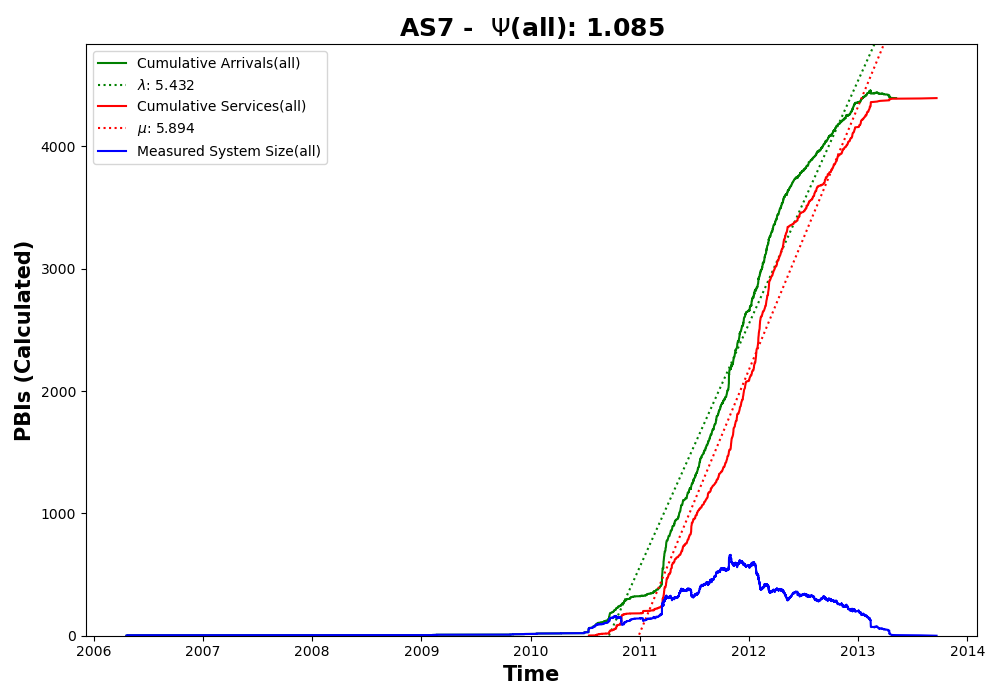 AS7 -  Ψ(all): 1.085
Cumulative Arrivals(all)
λ: 5.432
Cumulative Services(all)
μ: 5.894
Measured System Size(all)
PBIs (Calculated)
4000
3000
2000
1000
0
2006 2007 2008 2009 2010 2011 2012 2013 2014
Time